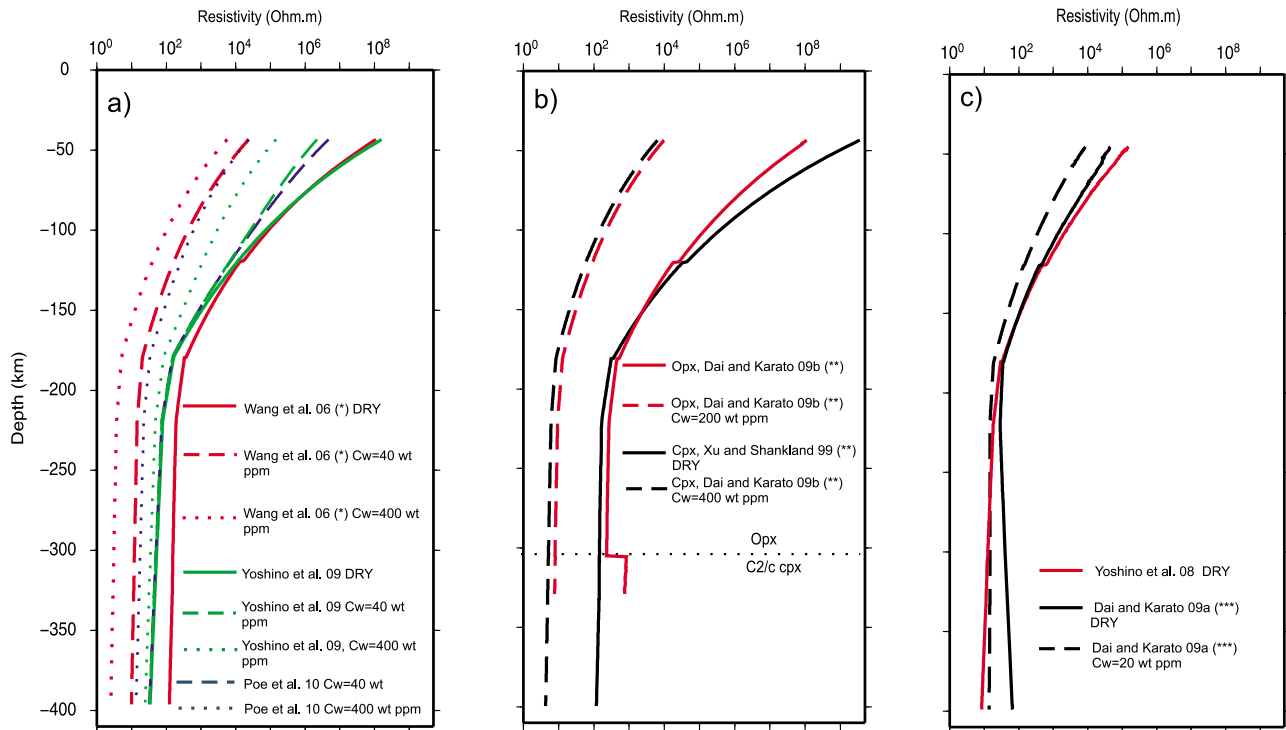 Resistivity (Ohm.m)
10^0 10^2 10^4 10^6 10^8
Depth (km)
0
−50
−100
−150
−200
−250
−300
−350
−400
a)
Wang et al. 06 (*) DRY
Wang et al. 06 (*) Cw=40 wt
ppm
Wang et al. 06 (*) Cw=400 wt
ppm
Yoshino et al. 09 DRY
Yoshino et al. 09 Cw=40 wt
ppm
Yoshino et al. 09, Cw=400 wt
ppm
Poe et al. 10 Cw=40 wt
Poe et al. 10 Cw=400 wt ppm
Resistivity (Ohm.m)
10^0 10^2 10^4 10^6 10^8
b)
Opx, Dai and Karato 09b (**)
Opx, Dai and Karato 09b (**)
Cw=200 wt ppm
Cpx, Xu and Shankland 99 (**)
DRY
Cpx, Dai and Karato 09b (**)
Cw=400 wt ppm
Opx
C2/c cpx
Resistivity (Ohm.m)
10^0 10^2 10^4 10^6 10^8
c)
Yoshino et al. 08 DRY
Dai and Karato 09a (***)
DRY
Dai and Karato 09a (***)
Cw=20 wt ppm